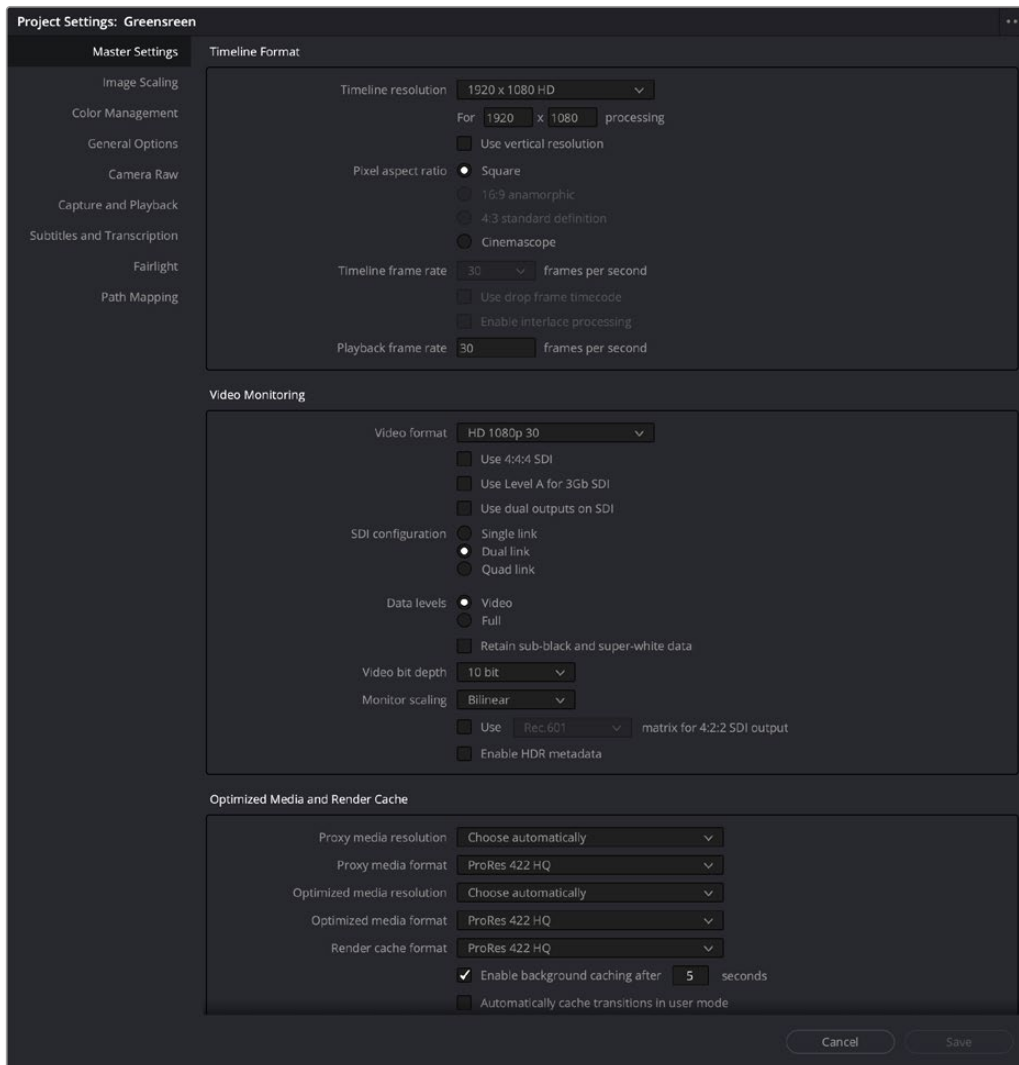 Project Settings: Greensreen
Master Settings
Image Scaling
Color Management
General Options
Camera Raw
Capture and Playback
Subtitles and Transcription
Fairlight
Path Mapping
Timeline Format
Timeline resolution 1920 x 1080 HD
For 1920 x 1080 processing
Use vertical resolution
Pixel aspect ratio Square
16:9 anamorphic
4:3 standard definition
Cinemascope
Timeline frame rate 30 frames per second
Use drop frame timecode
Enable interlace processing
Playback frame rate 30 frames per second
Video Monitoring
Video format HD 1080p 30
Use 4:4:4 SDI
Use Level A for 3Gb SDI
Use dual outputs on SDI
SDI configuration Single link
Dual link
Quad link
Data levels Video
Full
Retain sub-black and super-white data
Video bit depth 10 bit
Monitor scaling Bilinear
Use Rec.601 matrix for 4:2:2 SDI output
Enable HDR metadata
Optimized Media and Render Cache
Proxy media resolution Choose automatically
Proxy media format ProRes 422 HQ
Optimized media resolution Choose automatically
Optimized media format ProRes 422 HQ
Render cache format ProRes 422 HQ
Enable background caching after 5 seconds
Automatically cache transitions in user mode
Cancel Save